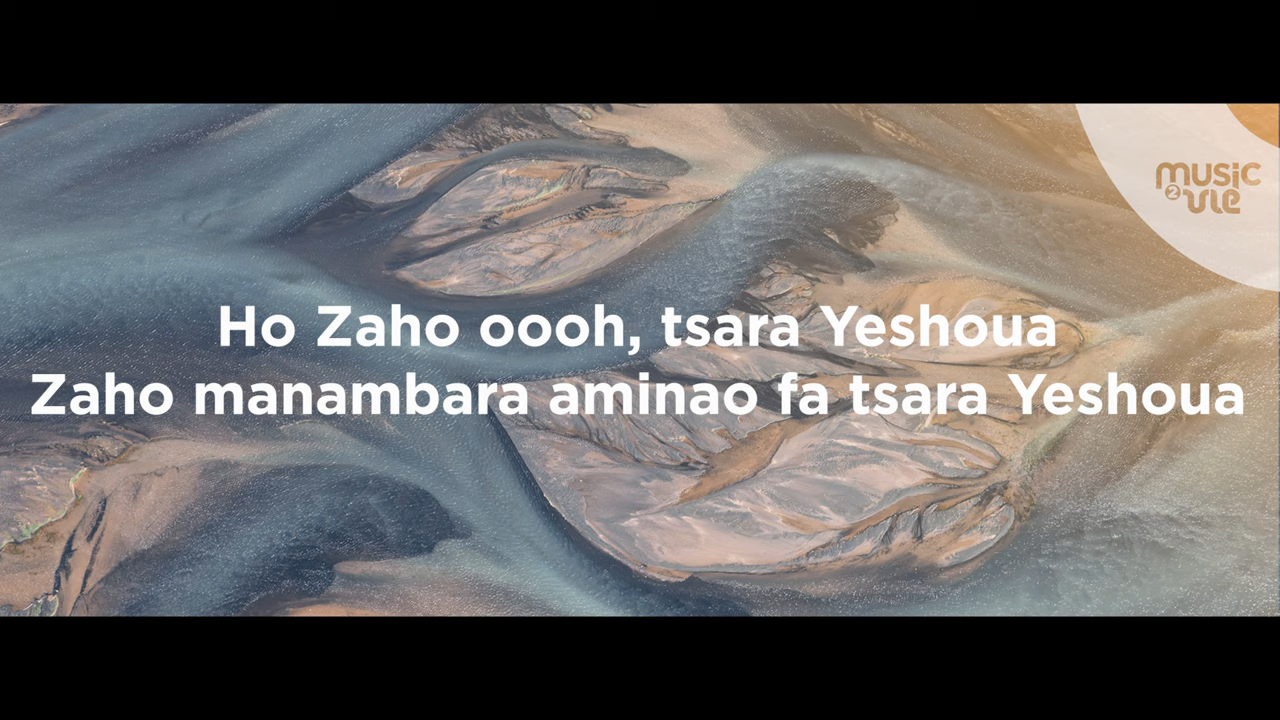 music
2 vie
Ho Zaho oooh, tsara Yeshoua
Zaho manambara aminao fa tsara Yeshoua